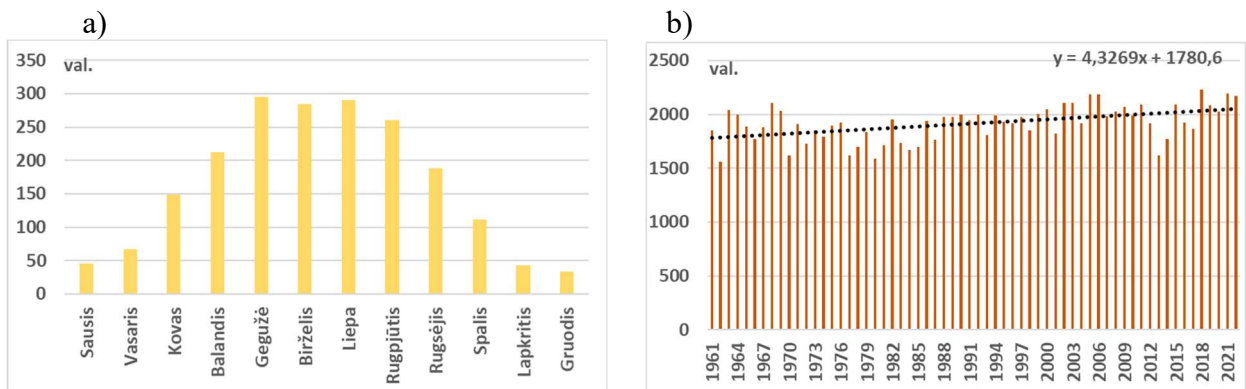 a)
val.
350
300
250
200
150
100
50
0
Sausis
Vasaris
Kovas
Balandis
Gegužė
Birželis
Liepa
Rugpjūtis
Rugsėjis
Spalis
Lapkritis
Gruodis
b)
y = 4,3269x + 1780,6
val.
2500
2000
1500
1000
500
0
1961
1964
1967
1970
1973
1976
1979
1982
1985
1988
1991
1994
1997
2000
2003
2006
2009
2012
2015
2018
2021